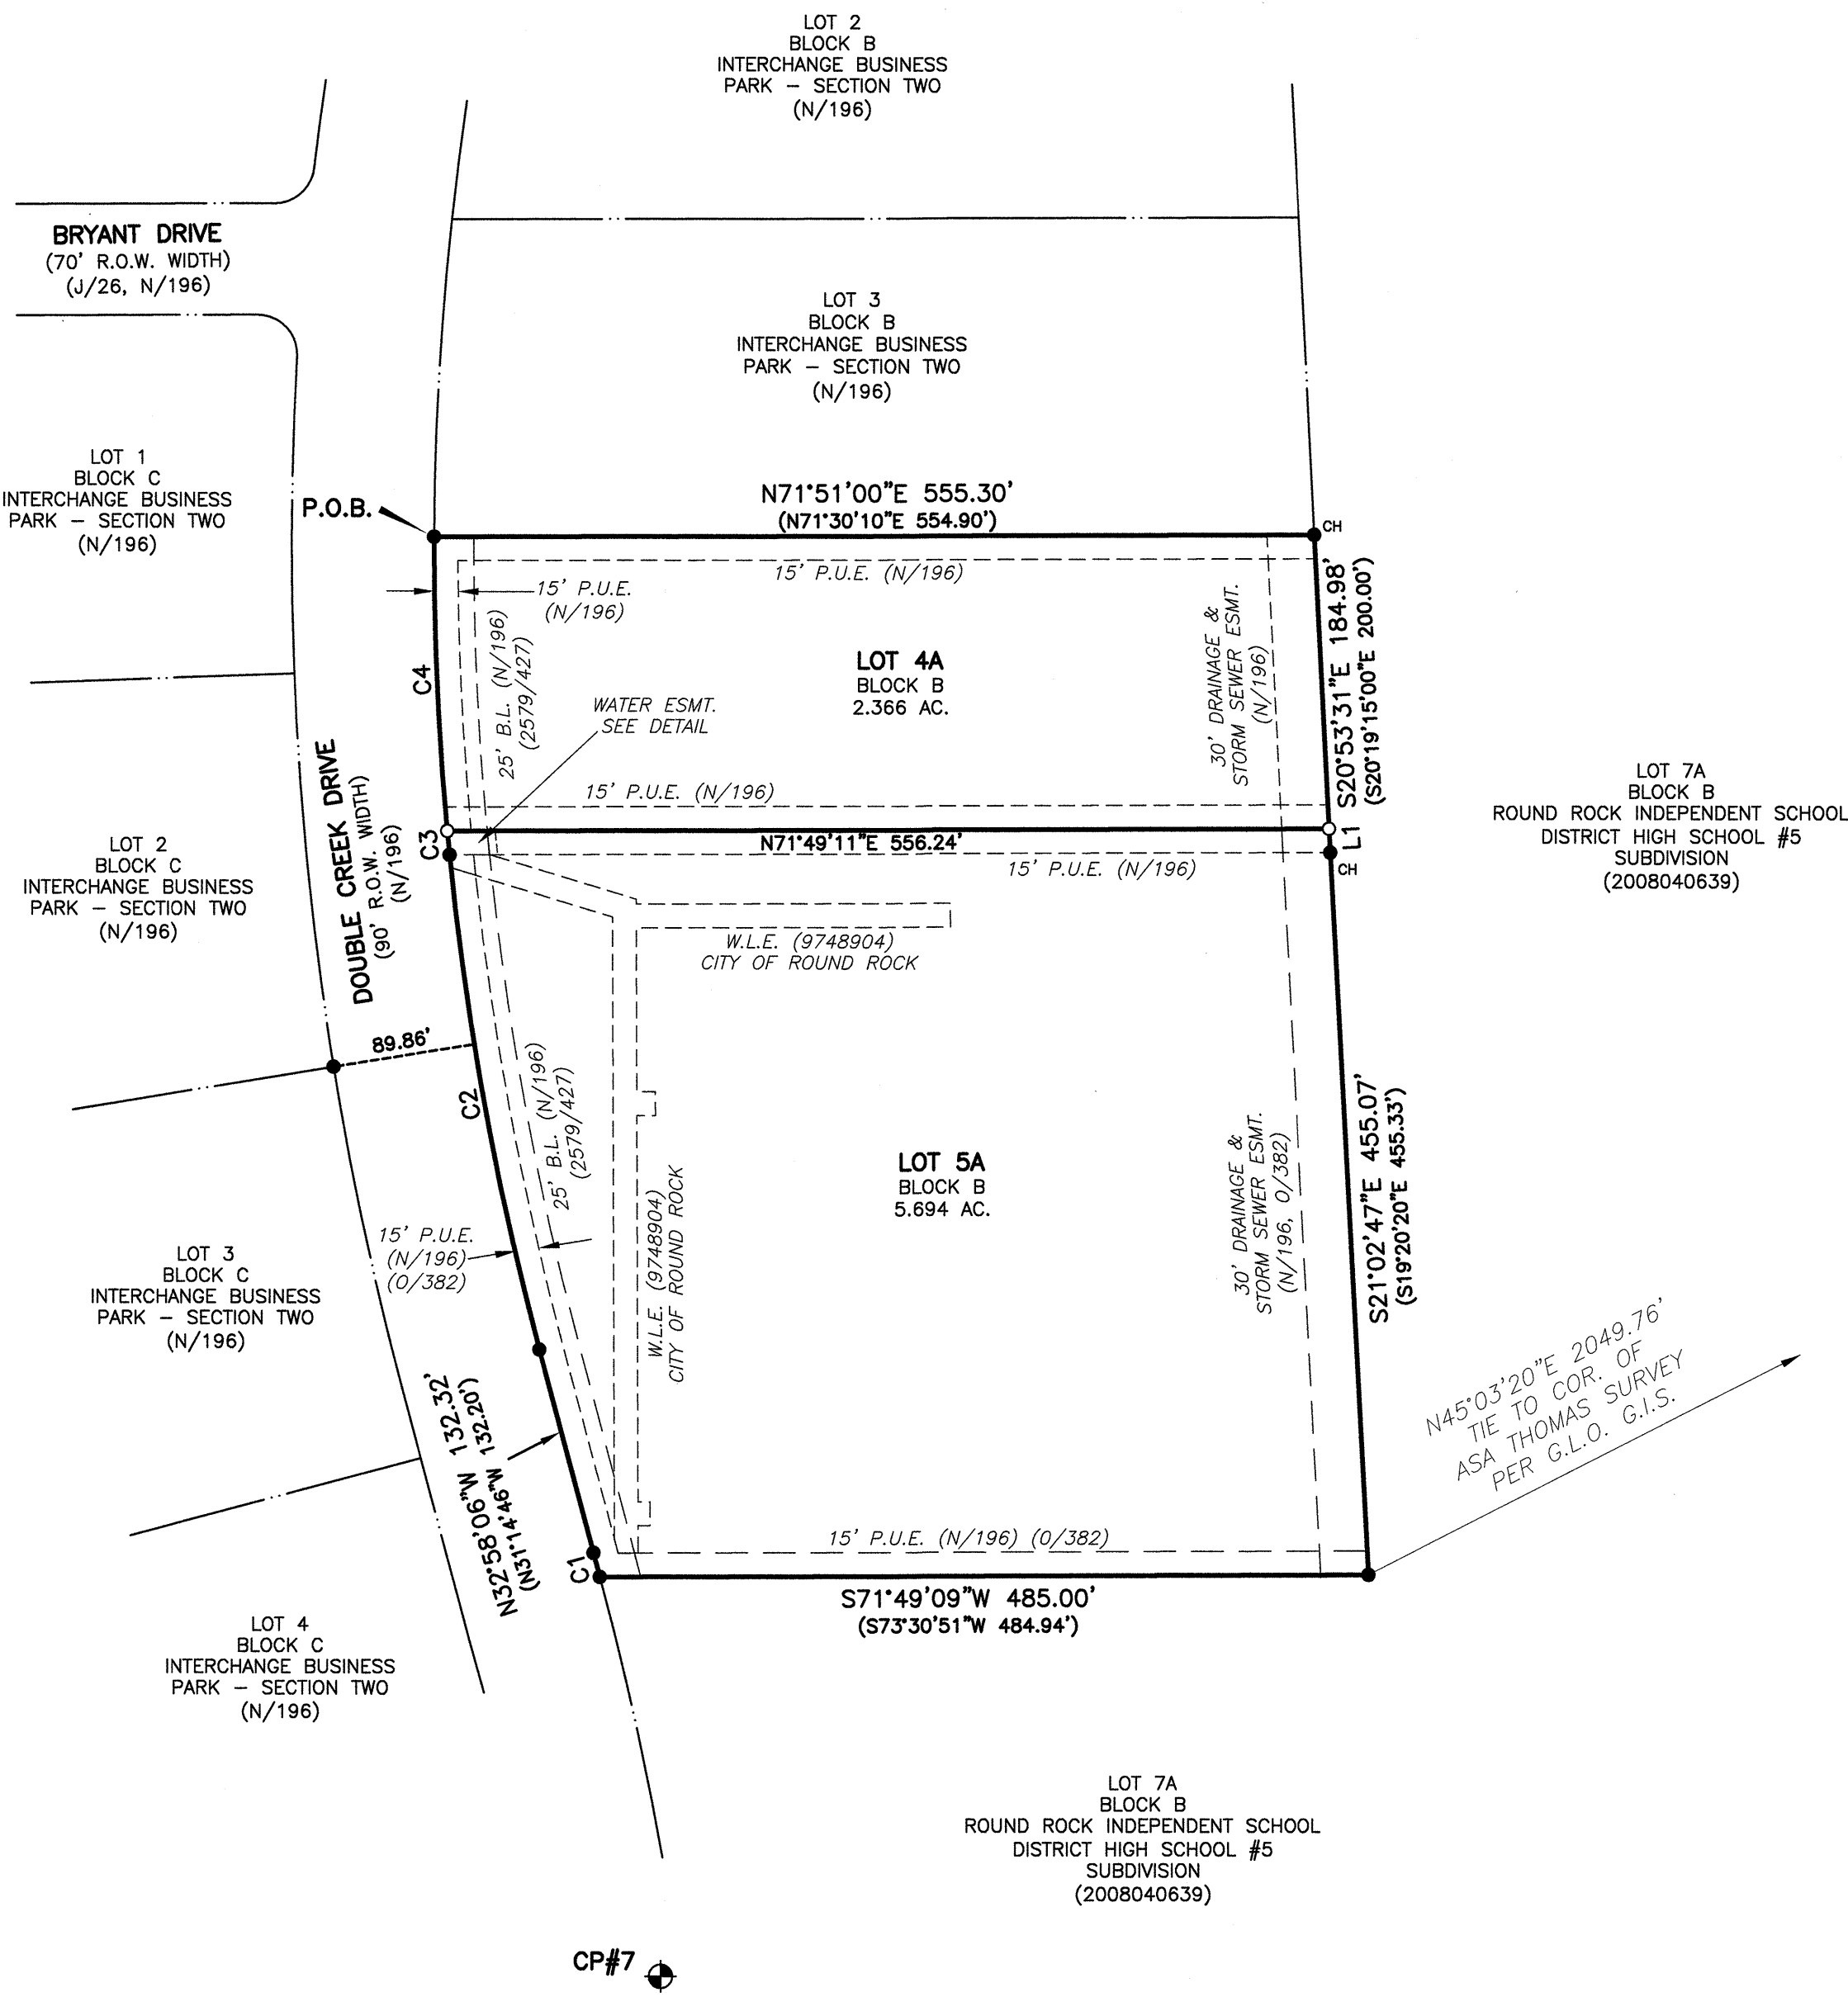 LOT 2
BLOCK B
INTERCHANGE BUSINESS
PARK – SECTION TWO
(N/196)
BRYANT DRIVE
(70' R.O.W. WIDTH)
(J/26, N/196)
LOT 3
BLOCK B
INTERCHANGE BUSINESS
PARK – SECTION TWO
(N/196)
LOT 1
BLOCK C
INTERCHANGE BUSINESS
PARK – SECTION TWO
(N/196)
P.O.B.
N71°51'00"E 555.30'
(N71°30'10"E 554.90')
CH
15' P.U.E. (N/196)
15' P.U.E.
(N/196)
25' B.L. (N/196)
(2579/427)
C4
WATER ESMT.
SEE DETAIL
LOT 4A
BLOCK B
2.366 AC.
30' DRAINAGE &
STORM SEWER ESMT.
(N/196)
S20°53'31"E 184.98'
(S20°19'15'00"E 200.00')
15' P.U.E. (N/196)
C3
N71°49'11"E 556.24'
L1
CH
15' P.U.E. (N/196)
LOT 7A
BLOCK B
ROUND ROCK INDEPENDENT SCHOOL
DISTRICT HIGH SCHOOL #5
SUBDIVISION
(2008040639)
DOUBLE CREEK DRIVE
(90' R.O.W. WIDTH)
(N/196)
LOT 2
BLOCK C
INTERCHANGE BUSINESS
PARK – SECTION TWO
(N/196)
W.L.E. (9748904)
CITY OF ROUND ROCK
89.86'
C2
25' B.L. (N/196)
(2579/427)
LOT 5A
BLOCK B
5.694 AC.
30' DRAINAGE &
STORM SEWER ESMT.
(N/196, O/382)
S21°02'47"E 455.07'
(S19°20'20"E 455.33')
W.L.E. (9748904)
CITY OF ROUND ROCK
15' P.U.E.
(N/196)
(O/382)
LOT 3
BLOCK C
INTERCHANGE BUSINESS
PARK – SECTION TWO
(N/196)
N32°58'06"W 132.32'
(N31°14'46"W 132.20')
N45°03'20"E 2049.76'
TIE TO COR. OF
ASA THOMAS SURVEY
PER G.L.O. G.I.S.
15' P.U.E. (N/196) (O/382)
C1
S71°49'09"W 485.00'
(S73°30'51"W 484.94')
LOT 4
BLOCK C
INTERCHANGE BUSINESS
PARK – SECTION TWO
(N/196)
LOT 7A
BLOCK B
ROUND ROCK INDEPENDENT SCHOOL
DISTRICT HIGH SCHOOL #5
SUBDIVISION
(2008040639)
CP#7